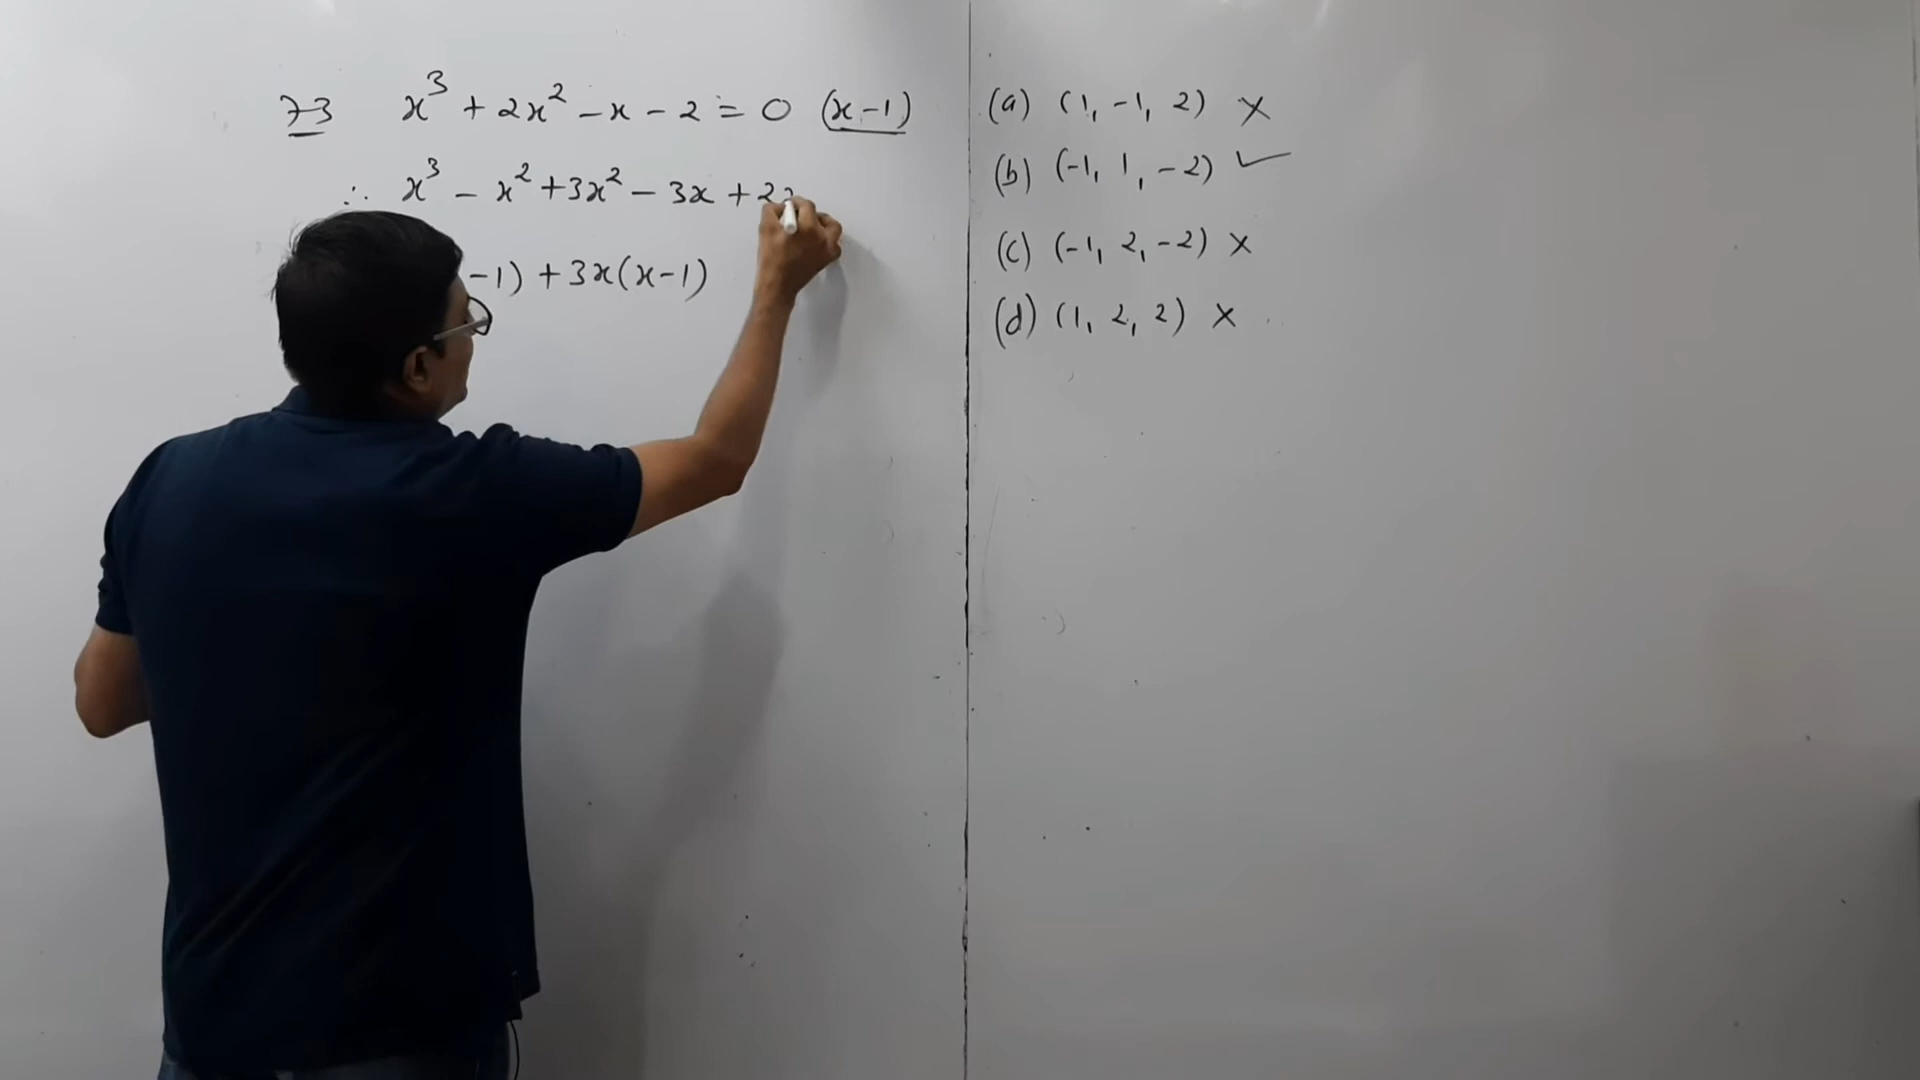 73 x³ + 2x² - x - 2 = 0 (x-1)
∴ x³ - x² + 3x² - 3x + 2x
-1) + 3x(x-1)
(a) (1, -1, 2) ×
(b) (-1, 1, -2) ✓
(c) (-1, 2, -2) ×
(d) (1, 2, 2) ×